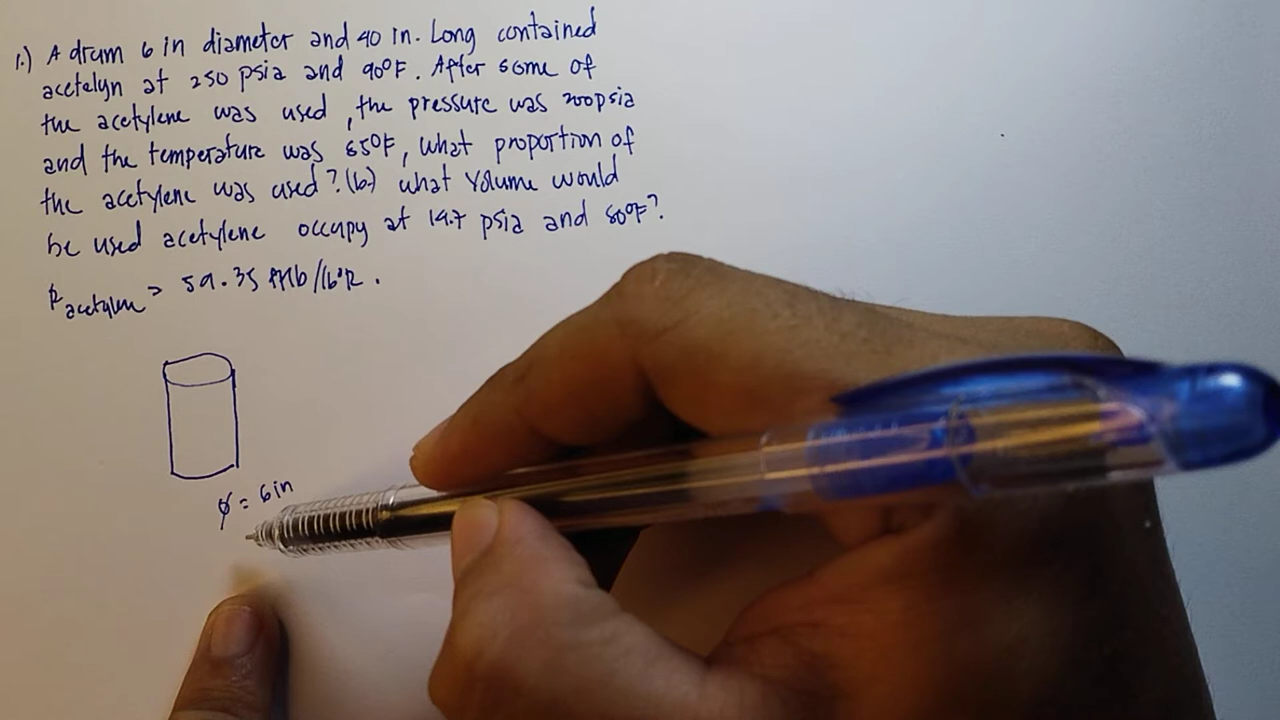 1.) A drum 6 in diameter and 40 in. Long contained
acetelyn at 250 psia and 90°F. After some of
the acetylene was used, the pressure was 200psia
and the temperature was 85°F, what proportion of
the acetylene was used? (b.) what volume would
be used acetylene occupy at 14.7 psia and 80°F?
R acetylen = 59.35 ft lb/lb°R.
φ = 6in